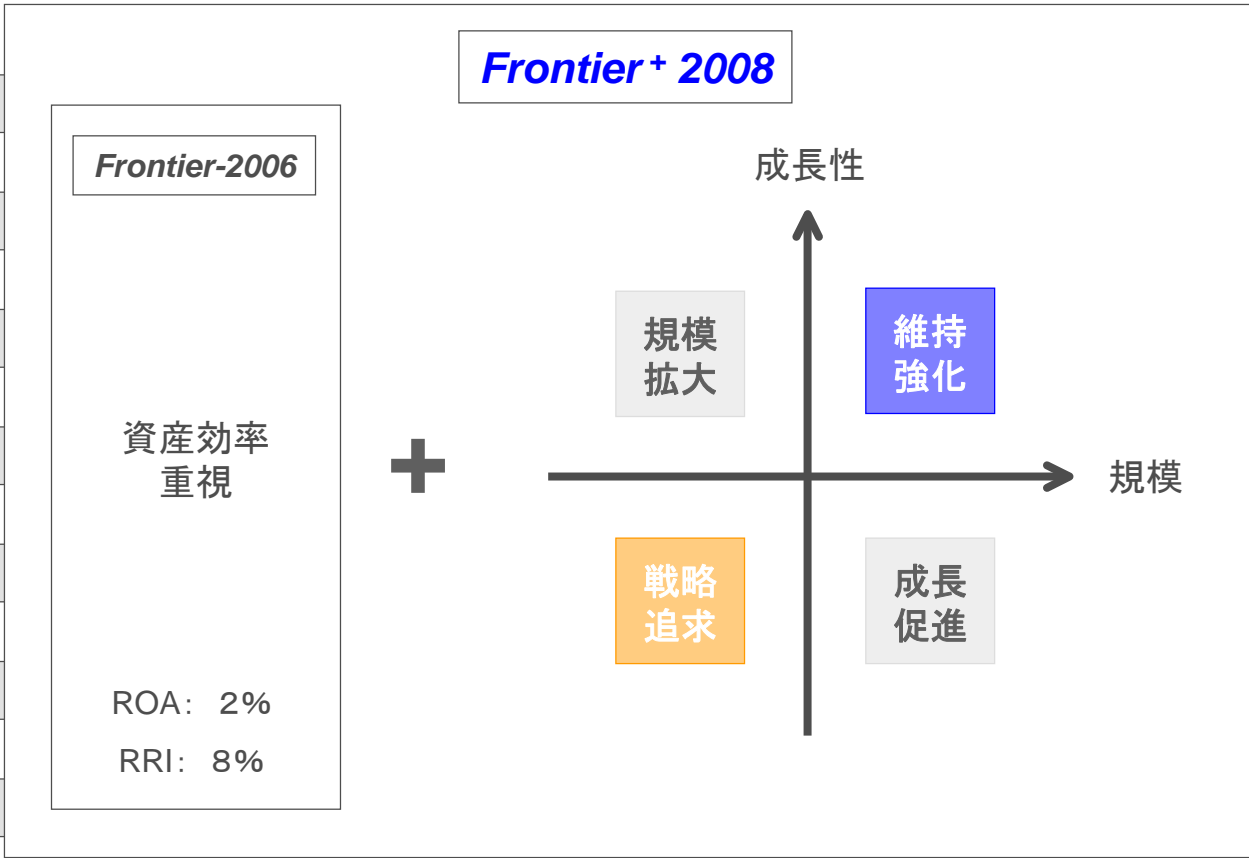 Frontier⁺ 2008
Frontier-2006
資産効率
重視
ROA： 2%
RRI： 8%
成長性
規模
拡大
維持
強化
規模
戦略
追求
成長
促進